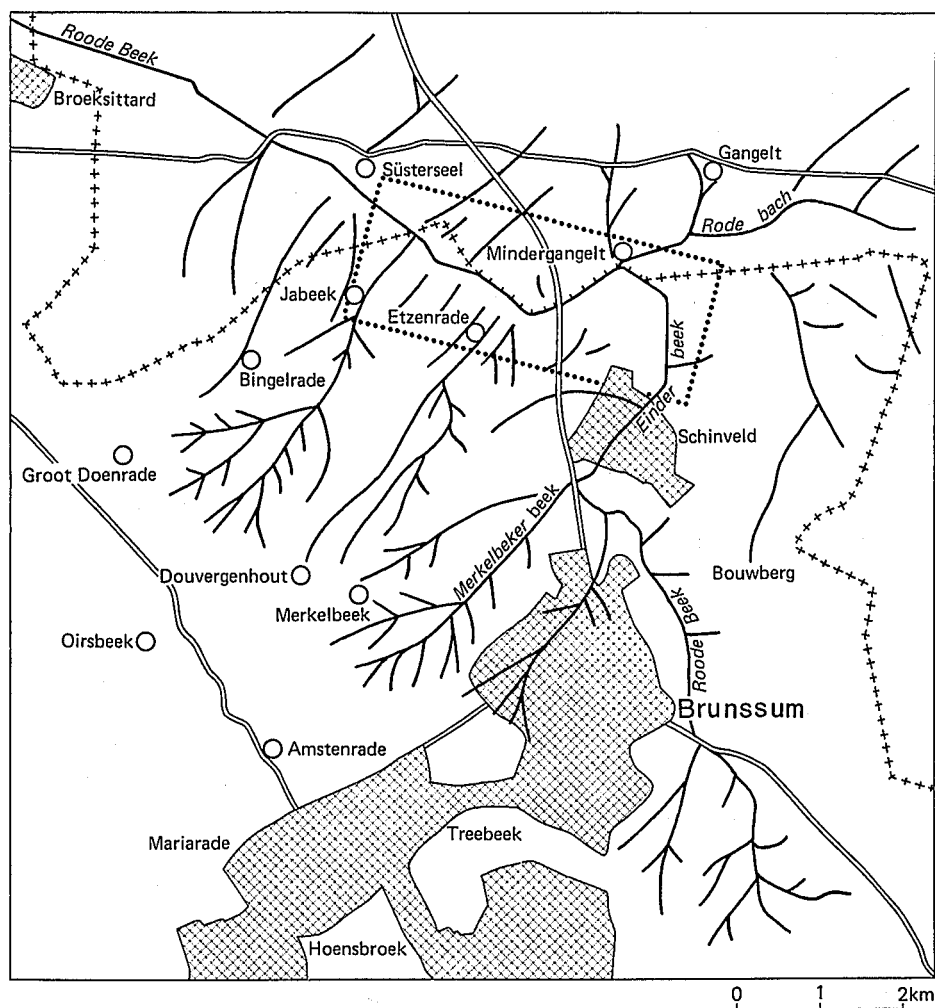 Roode Beek
Broeksittard
Süsterseel
Gangelt
Rode bach
Mindergangelt
Jabeek
Etzenrade
beek
Bingelrade
Einder
Schinveld
Groot Doenrade
Merkelbeker beek
Douvergenhout
Bouwberg
Merkelbeek
Oirsbeek
Roode Beek
Brunssum
Amstenrade
Mariarade
Treebeek
Hoensbroek
0 1 2km